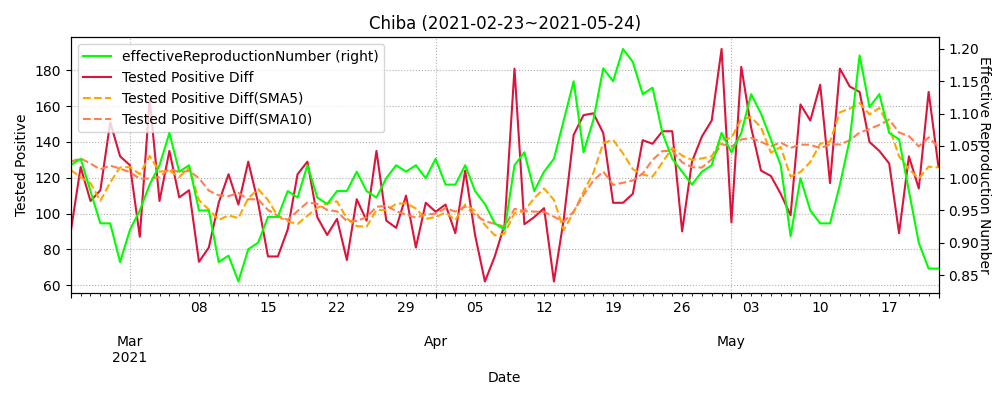 Chiba (2021-02-23~2021-05-24)
effectiveReproductionNumber (right)
Tested Positive Diff
Tested Positive Diff(SMA5)
Tested Positive Diff(SMA10)
Tested Positive
180
160
140
120
100
80
60
1.20
1.15
1.10
1.05
1.00
0.95
0.90
0.85
Effective Reproduction Number
08 15 22 29 05 12 19 26 03 10 17
Mar Apr May
2021
Date